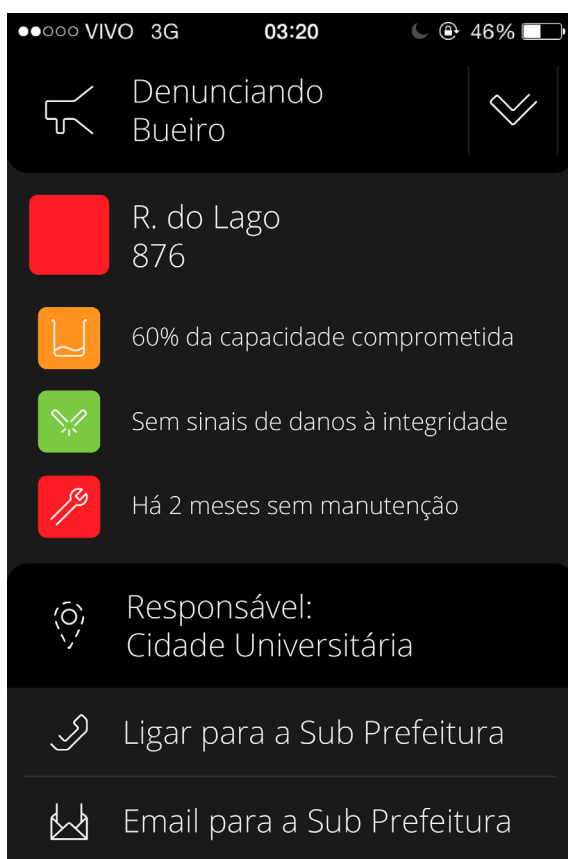 VIVO 3G 03:20 46%
Denunciando
Bueiro
R. do Lago
876
60% da capacidade comprometida
Sem sinais de danos à integridade
Há 2 meses sem manutenção
Responsável:
Cidade Universitária
Ligar para a Sub Prefeitura
Email para a Sub Prefeitura